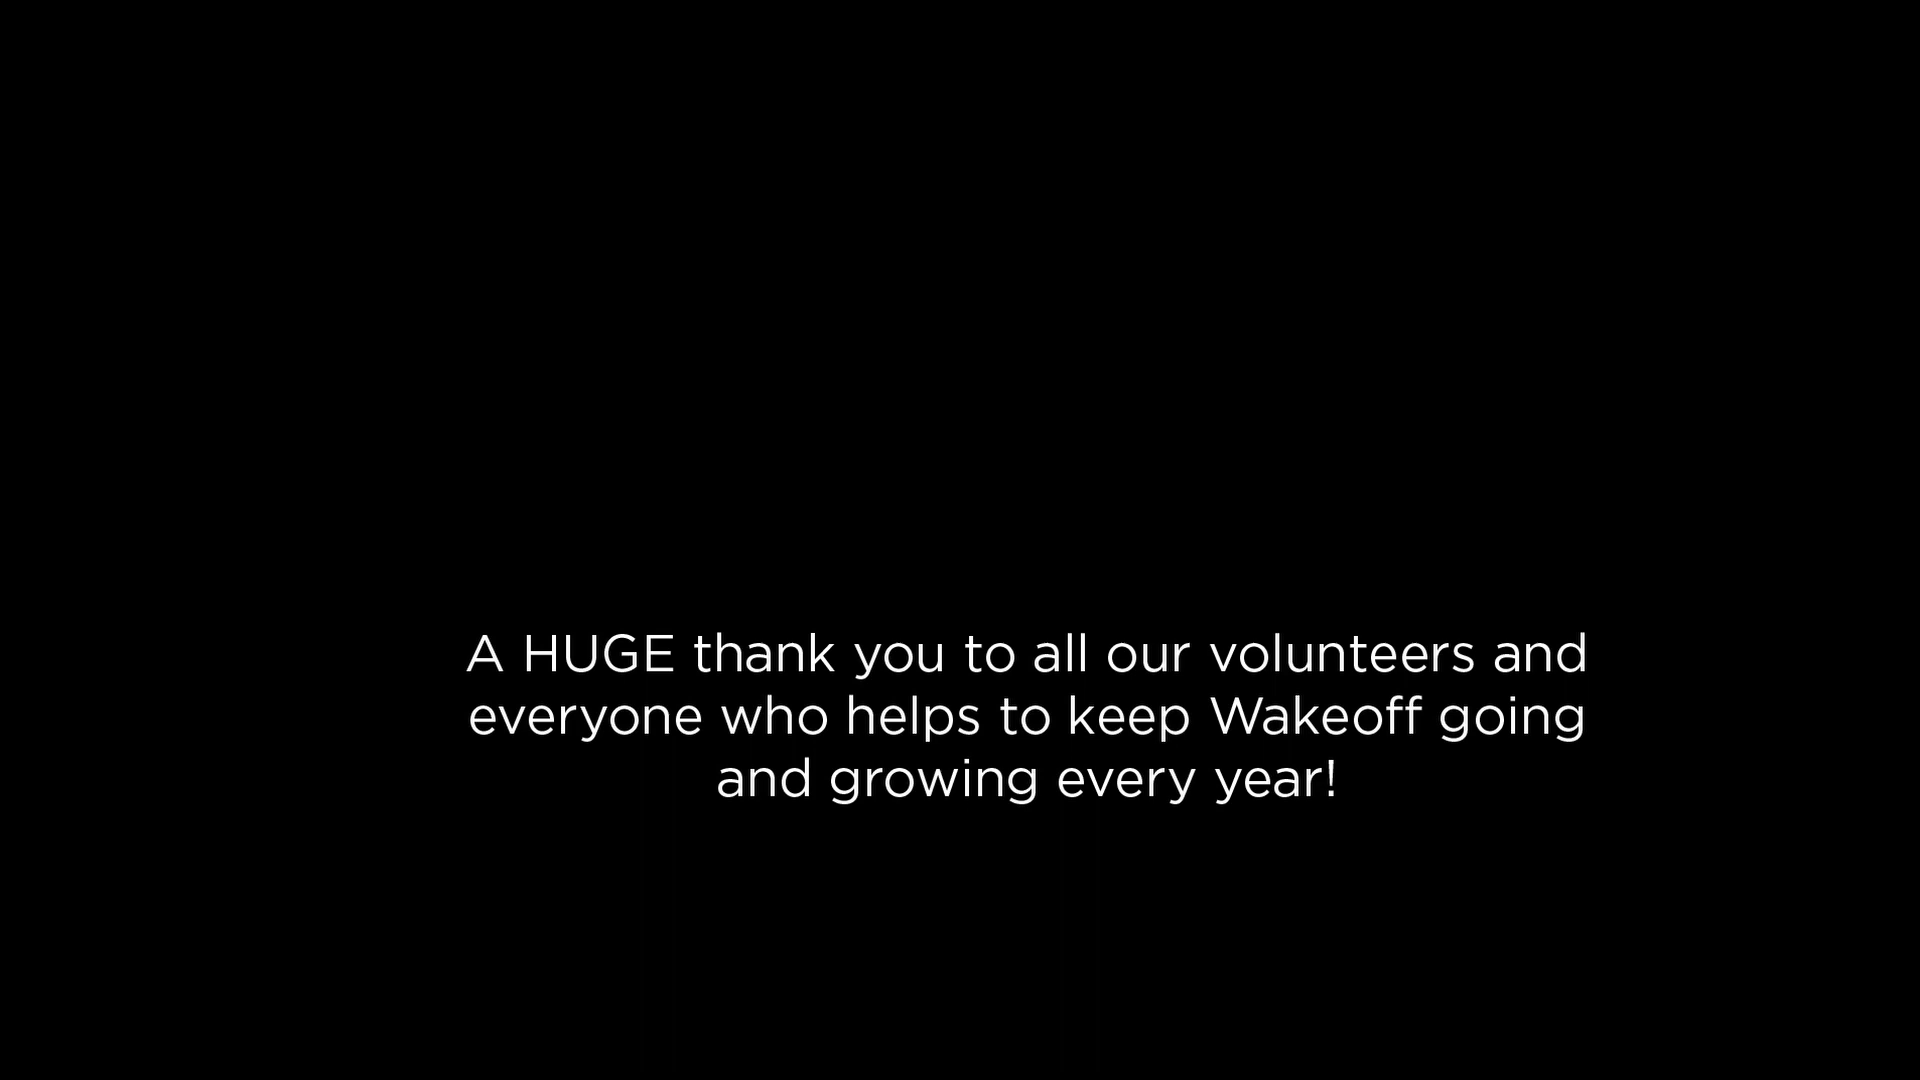 A HUGE thank you to all our volunteers and
everyone who helps to keep Wakeoff going
and growing every year!